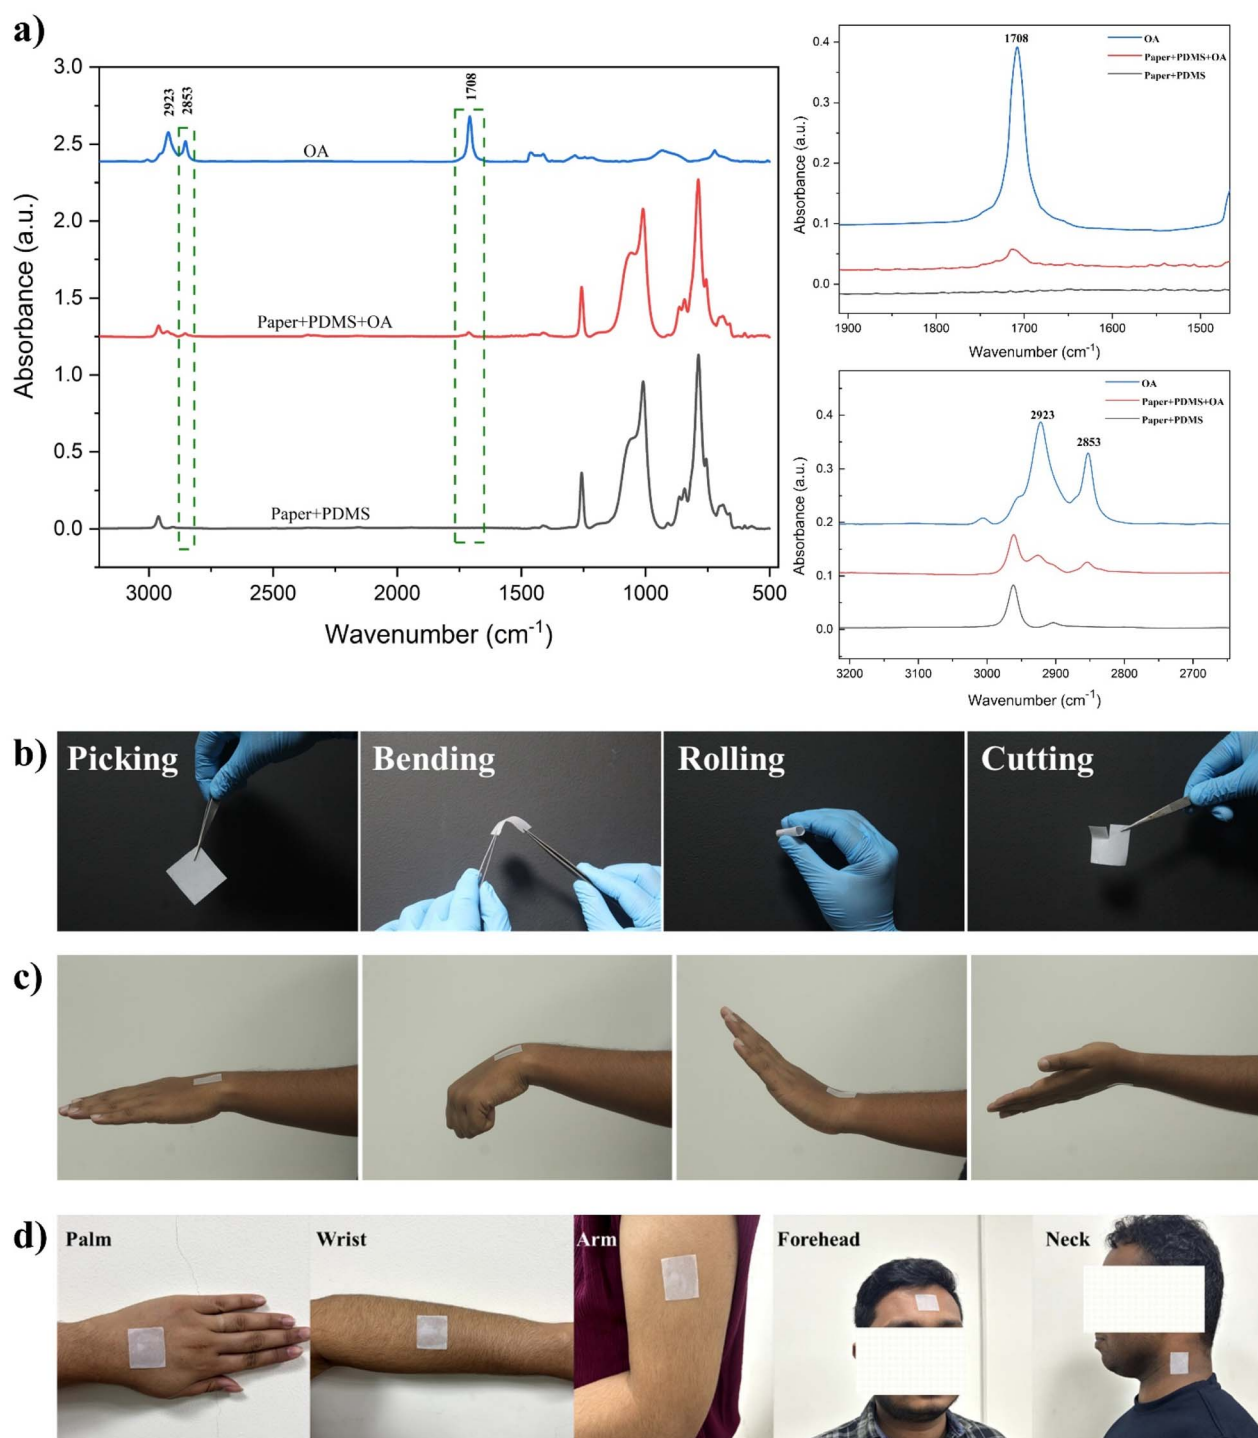 a)
3.0
2.5
2.0
1.5
1.0
0.5
0.0
Absorbance (a.u.)
2923
2853
1708
OA
Paper+PDMS+OA
Paper+PDMS
3000 2500 2000 1500 1000 500
Wavenumber (cm-1)
0.4
0.3
0.2
0.1
0.0
Absorbance (a.u.)
1708
OA
Paper+PDMS+OA
Paper+PDMS
1900 1800 1700 1600 1500
Wavenumber (cm-1)
0.4
0.3
0.2
0.1
0.0
Absorbance (a.u.)
2923
2853
OA
Paper+PDMS+OA
Paper+PDMS
3200 3100 3000 2900 2800 2700
Wavenumber (cm-1)
b)
Picking
Bending
Rolling
Cutting
c)
d)
Palm
Wrist
Arm
Forehead
Neck